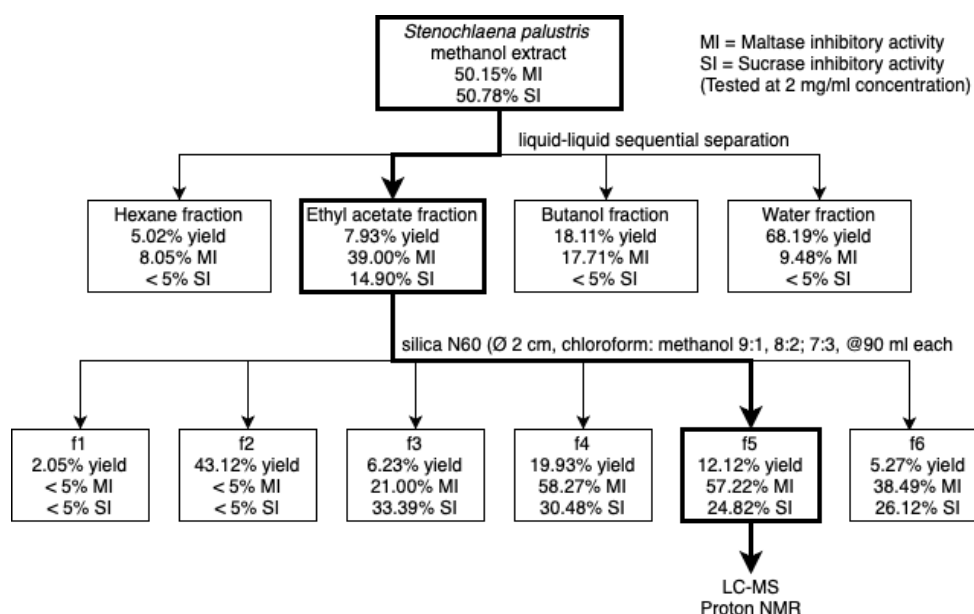 Stenochlaena palustris
methanol extract
50.15% MI
50.78% SI
MI = Maltase inhibitory activity
SI = Sucrase inhibitory activity
(Tested at 2 mg/ml concentration)
liquid-liquid sequential separation
Hexane fraction
5.02% yield
8.05% MI
< 5% SI
Ethyl acetate fraction
7.93% yield
39.00% MI
14.90% SI
Butanol fraction
18.11% yield
17.71% MI
< 5% SI
Water fraction
68.19% yield
9.48% MI
< 5% SI
silica N60 (Ø 2 cm, chloroform: methanol 9:1, 8:2; 7:3, @90 ml each
f1
2.05% yield
< 5% MI
< 5% SI
f2
43.12% yield
< 5% MI
< 5% SI
f3
6.23% yield
21.00% MI
33.39% SI
f4
19.93% yield
58.27% MI
30.48% SI
f5
12.12% yield
57.22% MI
24.82% SI
f6
5.27% yield
38.49% MI
26.12% SI
LC-MS
Proton NMR